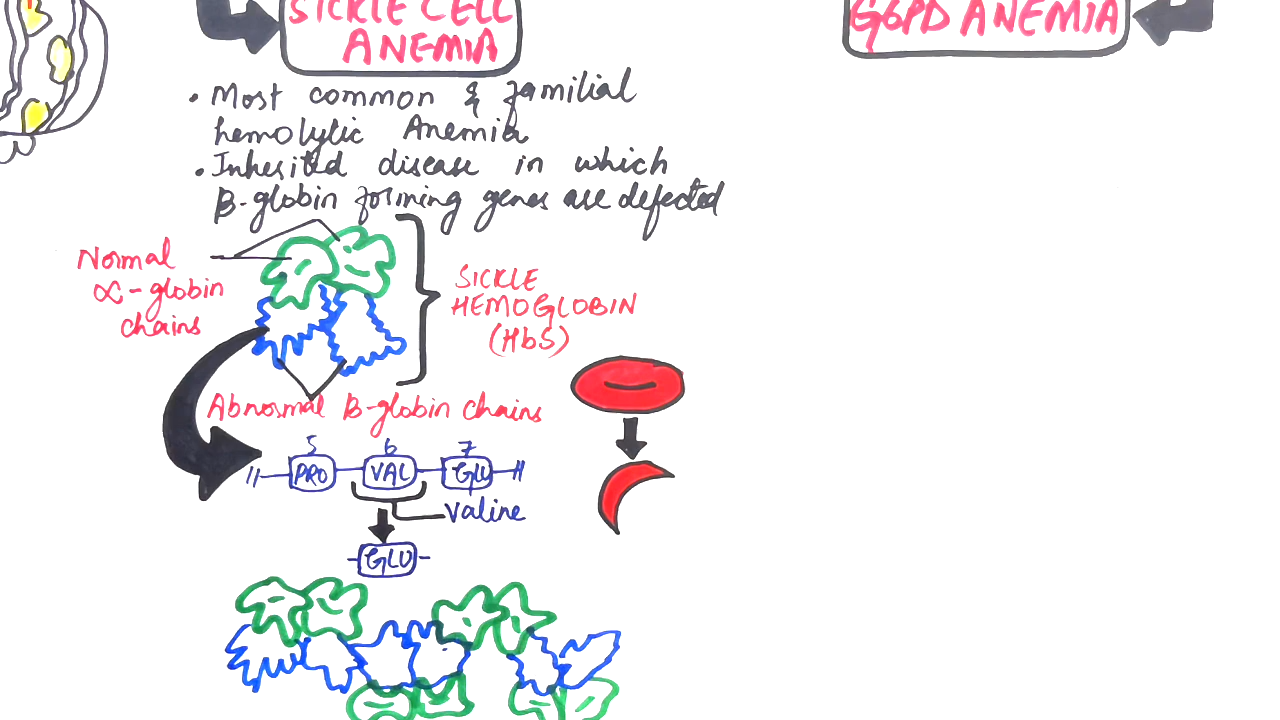 SICKLE CELL
ANEMIA
G6PD ANEMIA
• Most common & familial
hemolytic Anemia
• Inherited disease in which
β-globin forming genes are defected
Normal
∝-globin
chains
SICKLE
HEMOGLOBIN
(HbS)
Abnormal β-globin chains
5 6 7
PRO VAL GLU
Valine
GLU